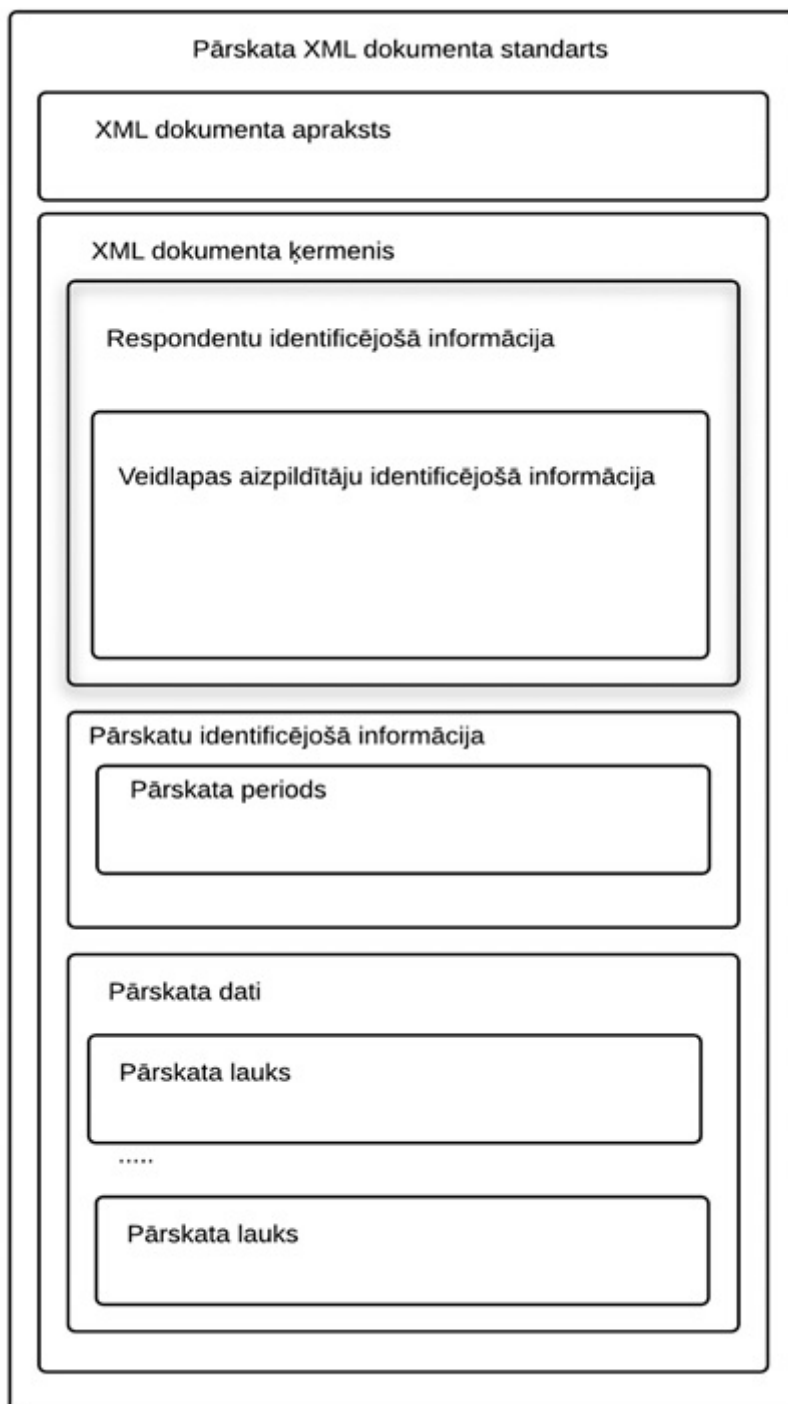 Pārskata XML dokumenta standarts
XML dokumenta apraksts
XML dokumenta ķermenis
Respondentu identificējošā informācija
Veidlapas aizpildītāju identificējošā informācija
Pārskatu identificējošā informācija
Pārskata periods
Pārskata dati
Pārskata lauks
.....
Pārskata lauks